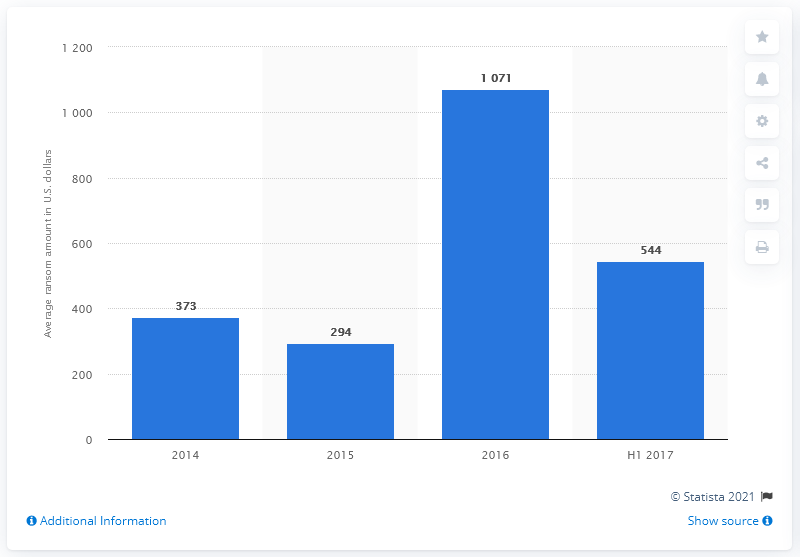 1 200
1 000
800
600
400
200
0
Average ransom amount in U.S. dollars
373
294
1 071
544
2014
2015
2016
H1 2017
© Statista 2021
Additional Information
Show source